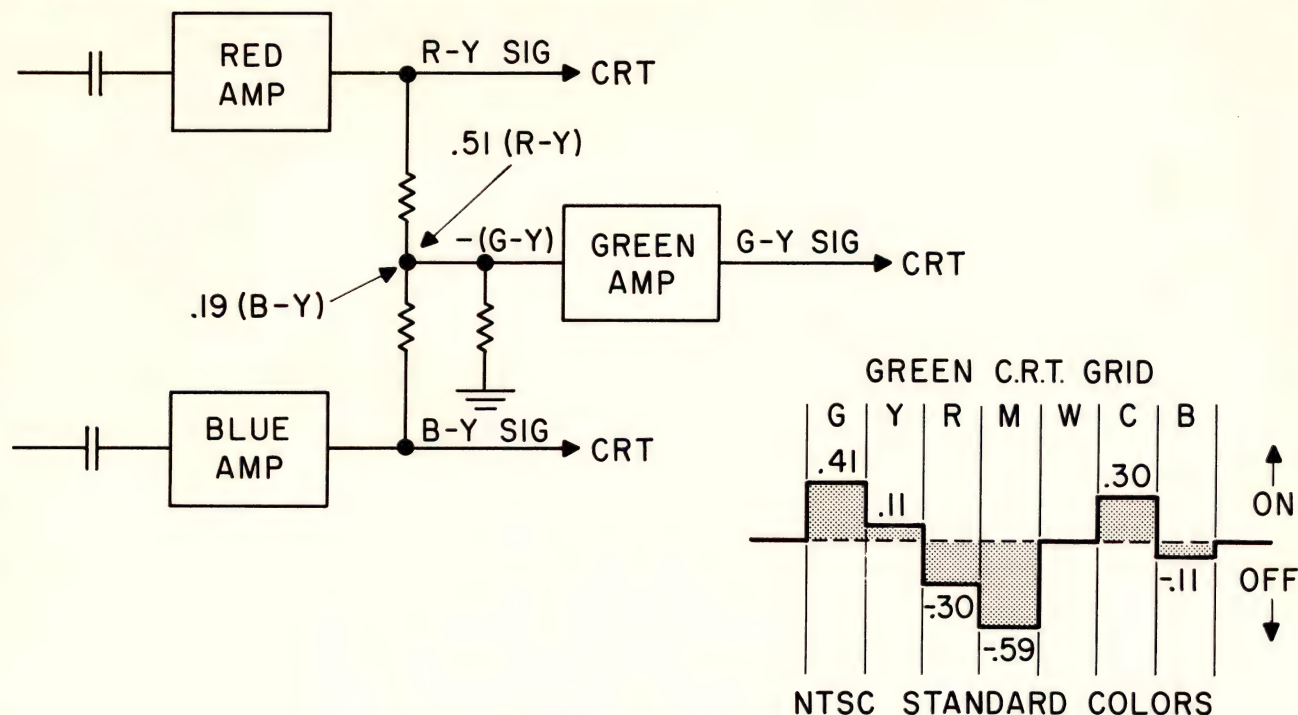 RED
AMP
R-Y SIG
CRT
.51 (R-Y)
-(G-Y)
GREEN
AMP
G-Y SIG
CRT
.19 (B-Y)
BLUE
AMP
B-Y SIG
CRT
GREEN C.R.T. GRID
G Y R M W C B
.41
.11
-.30
-.59
.30
-.11
ON
OFF
NTSC STANDARD COLORS